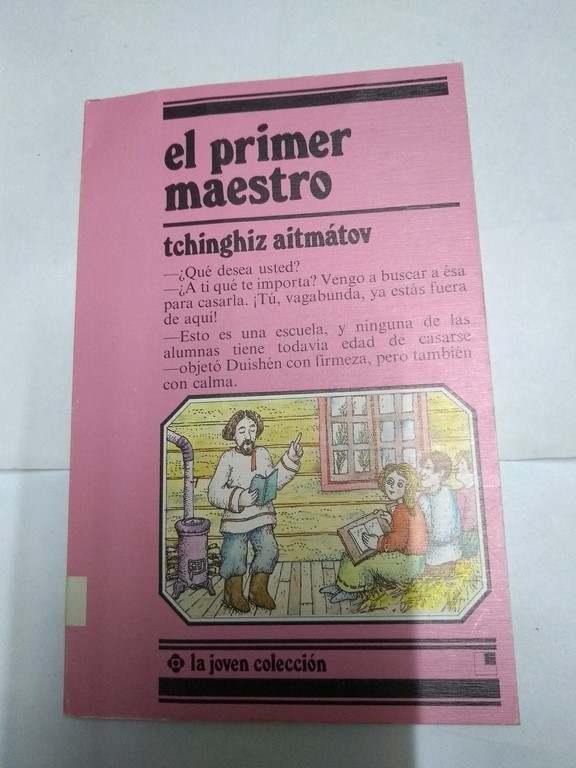 el primer
maestro
tchinghiz aitmátov
—¿Qué desea usted?
—¿A ti qué te importa? Vengo a buscar a ésa
para casarla. ¡Tú, vagabunda, ya estás fuera
de aquí!
—Esto es una escuela, y ninguna de las
alumnas tiene todavía edad de casarse
—objetó Duishén con firmeza, pero también
con calma.
la joven colección